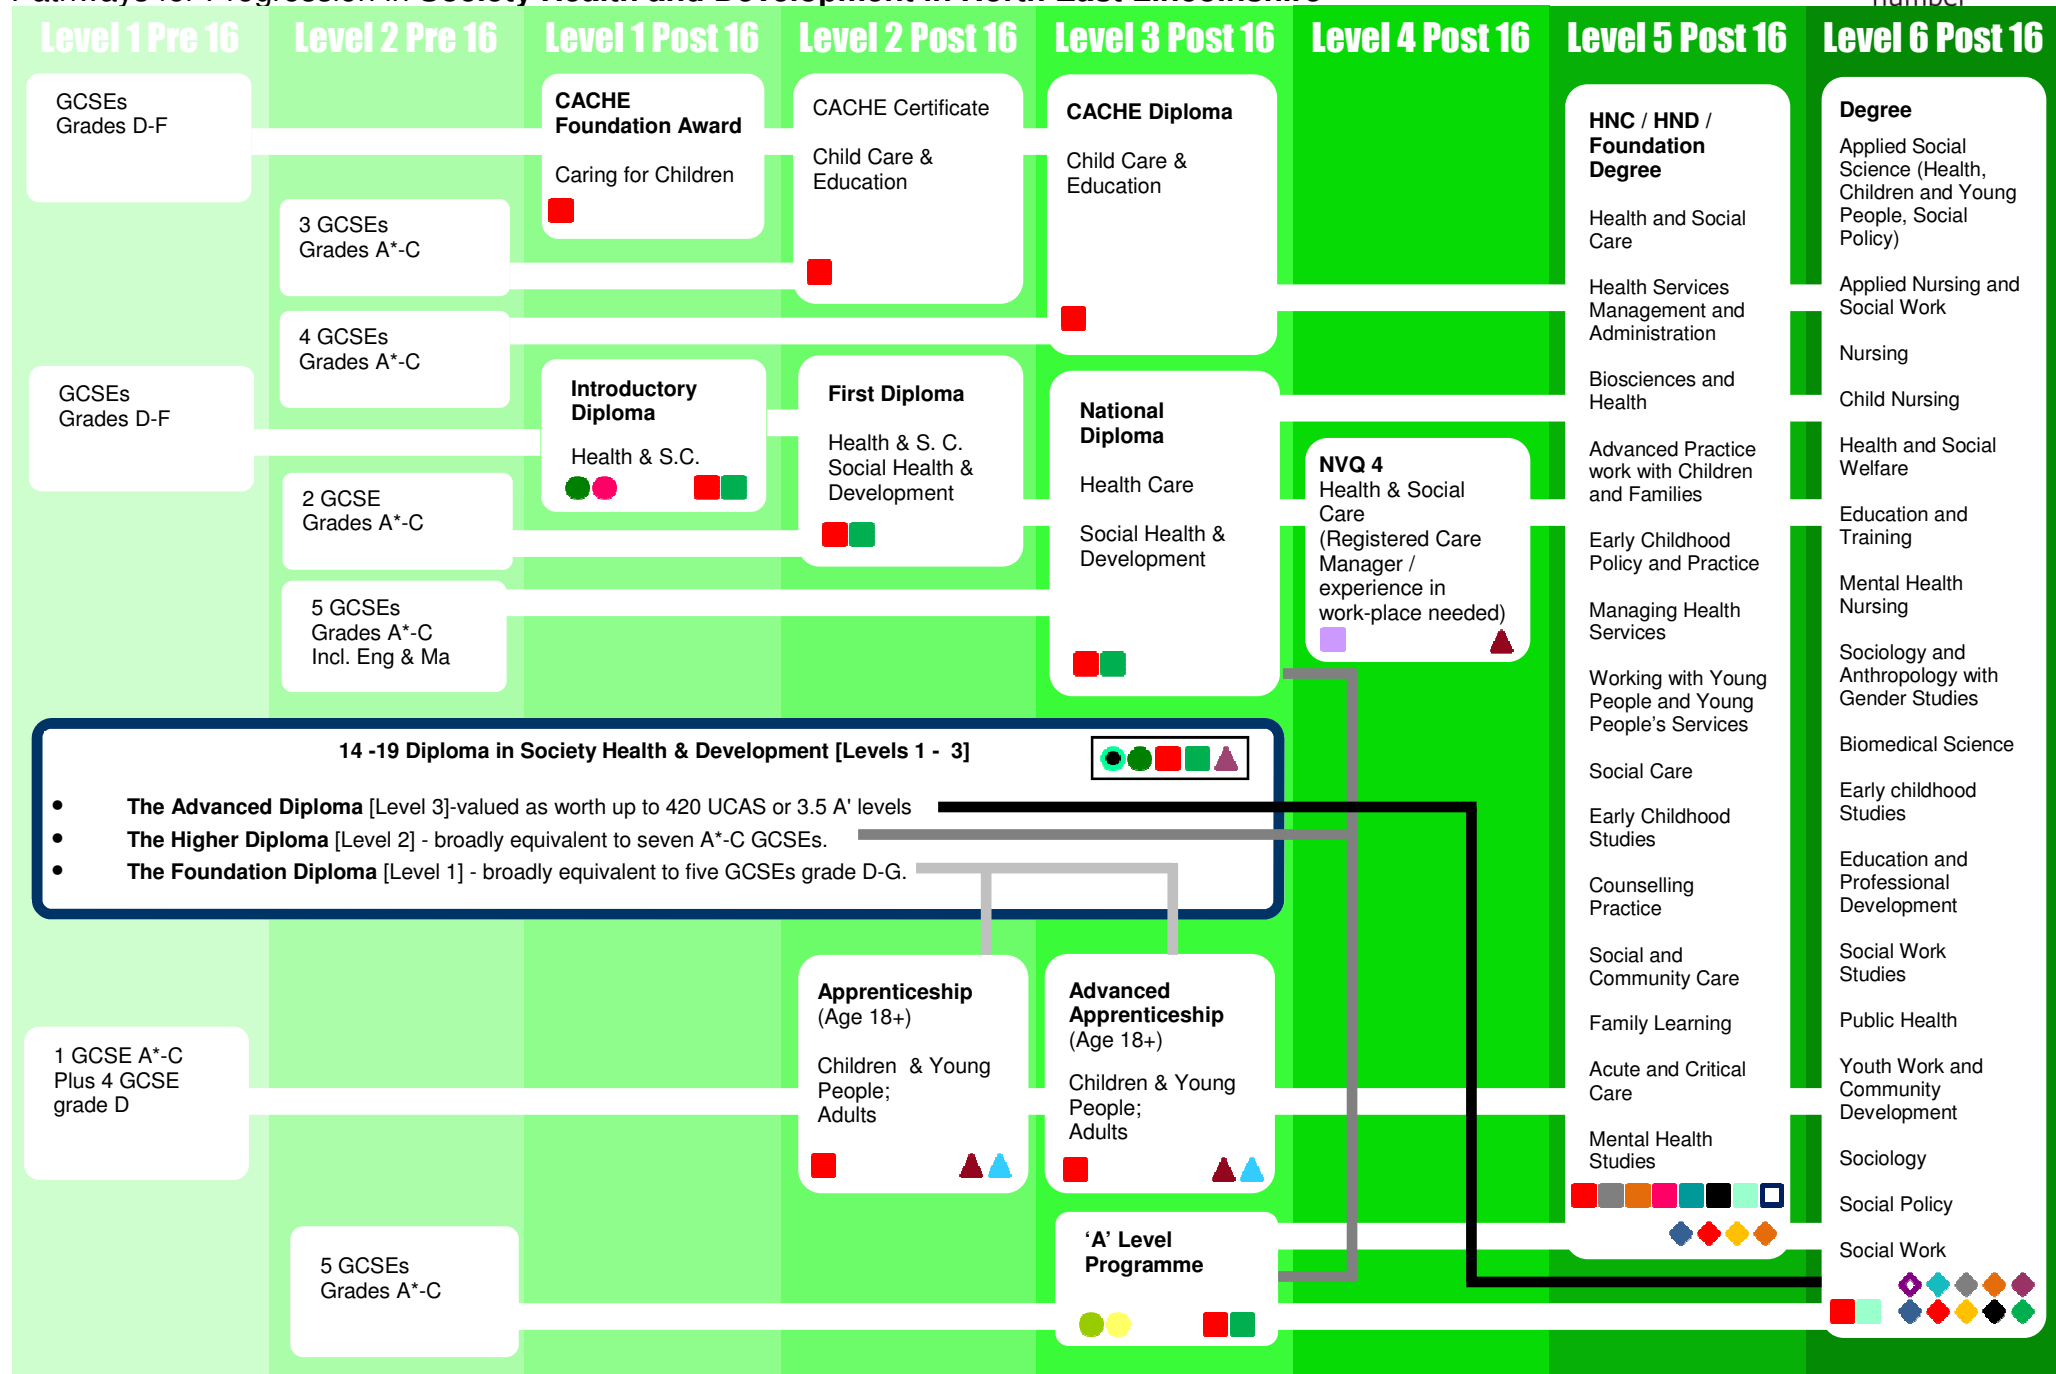 Pathways for Progression in Society Health and Development in North East Lincolnshire
number
Level 1 Pre 16
Level 2 Pre 16
Level 1 Post 16
Level 2 Post 16
Level 3 Post 16
Level 4 Post 16
Level 5 Post 16
Level 6 Post 16
GCSEs
Grades D-F
GCSEs
Grades D-F
1 GCSE A*-C
Plus 4 GCSE
grade D
3 GCSEs
Grades A*-C
4 GCSEs
Grades A*-C
2 GCSE
Grades A*-C
5 GCSEs
Grades A*-C
Incl. Eng & Ma
5 GCSEs
Grades A*-C
CACHE
Foundation Award
Caring for Children
Introductory
Diploma
Health & S.C.
CACHE Certificate
Child Care &
Education
First Diploma
Health & S. C.
Social Health &
Development
CACHE Diploma
Child Care &
Education
National
Diploma
Health Care
Social Health &
Development
NVQ 4
Health & Social
Care
(Registered Care
Manager /
experience in
work-place needed)
14 -19 Diploma in Society Health & Development [Levels 1 - 3]
• The Advanced Diploma [Level 3]-valued as worth up to 420 UCAS or 3.5 A' levels
• The Higher Diploma [Level 2] - broadly equivalent to seven A*-C GCSEs.
• The Foundation Diploma [Level 1] - broadly equivalent to five GCSEs grade D-G.
Apprenticeship
(Age 18+)
Children & Young
People;
Adults
Advanced
Apprenticeship
(Age 18+)
Children & Young
People;
Adults
‘A’ Level
Programme
HNC / HND /
Foundation
Degree
Health and Social
Care
Health Services
Management and
Administration
Biosciences and
Health
Advanced Practice
work with Children
and Families
Early Childhood
Policy and Practice
Managing Health
Services
Working with Young
People and Young
People’s Services
Social Care
Early Childhood
Studies
Counselling
Practice
Social and
Community Care
Family Learning
Acute and Critical
Care
Mental Health
Studies
Degree
Applied Social
Science (Health,
Children and Young
People, Social
Policy)
Applied Nursing and
Social Work
Nursing
Child Nursing
Health and Social
Welfare
Education and
Training
Mental Health
Nursing
Sociology and
Anthropology with
Gender Studies
Biomedical Science
Early childhood
Studies
Education and
Professional
Development
Social Work
Studies
Public Health
Youth Work and
Community
Development
Sociology
Social Policy
Social Work